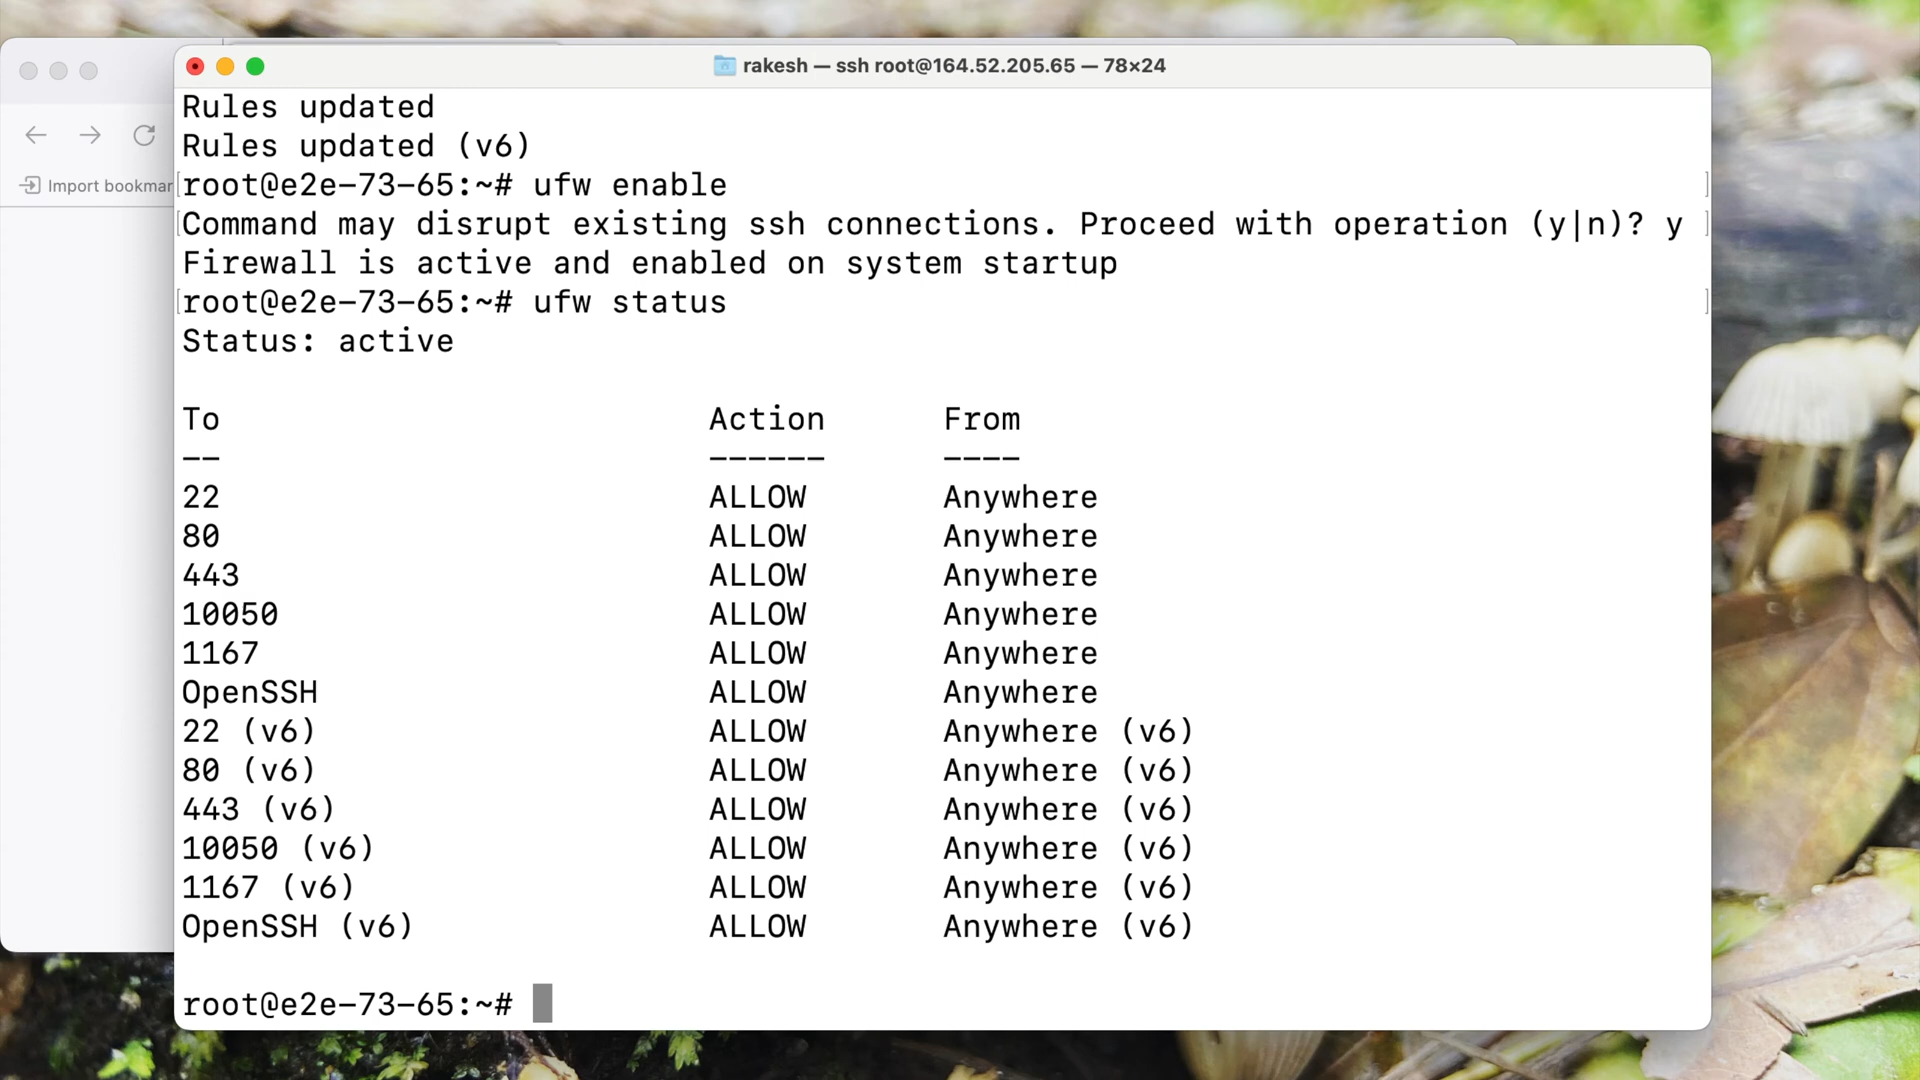 rakesh — ssh root@164.52.205.65 — 78×24
Import bookmar
Rules updated
Rules updated (v6)
root@e2e-73-65:~# ufw enable
Command may disrupt existing ssh connections. Proceed with operation (y|n)? y
Firewall is active and enabled on system startup
root@e2e-73-65:~# ufw status
Status: active
To Action From
-- ------ ----
22 ALLOW Anywhere
80 ALLOW Anywhere
443 ALLOW Anywhere
10050 ALLOW Anywhere
1167 ALLOW Anywhere
OpenSSH ALLOW Anywhere
22 (v6) ALLOW Anywhere (v6)
80 (v6) ALLOW Anywhere (v6)
443 (v6) ALLOW Anywhere (v6)
10050 (v6) ALLOW Anywhere (v6)
1167 (v6) ALLOW Anywhere (v6)
OpenSSH (v6) ALLOW Anywhere (v6)
root@e2e-73-65:~#